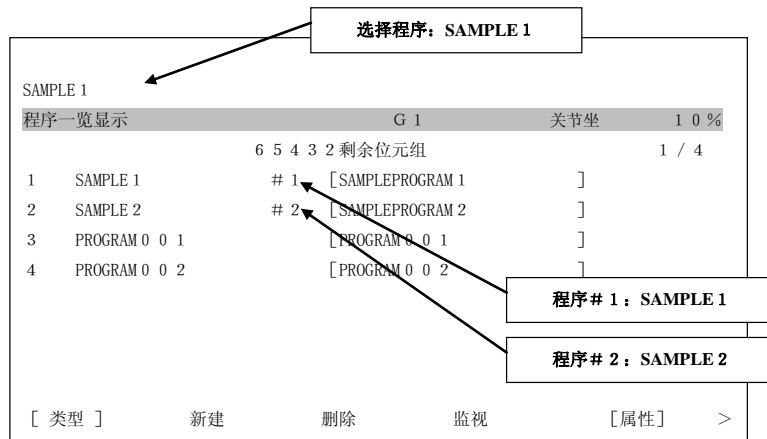 选择程序：SAMPLE 1
SAMPLE 1
程序一览显示 G 1 关节坐 1 0 %
6 5 4 3 2 剩余位元组 1 / 4
1 SAMPLE 1 # 1 [SAMPLEPROGRAM 1 ]
2 SAMPLE 2 # 2 [SAMPLEPROGRAM 2 ]
3 PROGRAM 0 0 1 [PROGRAM 0 0 1 ]
4 PROGRAM 0 0 2 [PROGRAM 0 0 2 ]
程序# 1：SAMPLE 1
程序# 2：SAMPLE 2
[ 类型 ] 新建 删除 监视 [属性] >